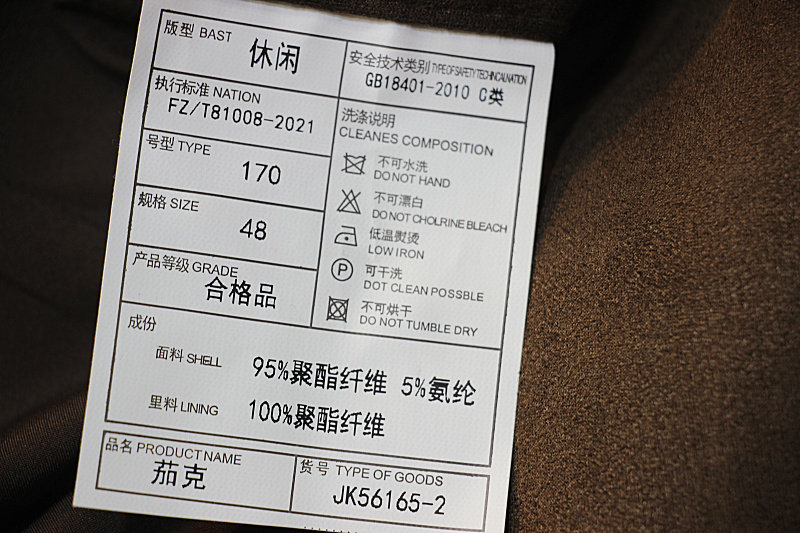 版型 BAST
休闲
安全技术类别 TYPE OF SAFETY TECHINCALNATION
GB18401-2010 C类
执行标准 NATION
FZ/T81008-2021
号型 TYPE
170
规格 SIZE
48
产品等级 GRADE
合格品
洗涤说明
CLEANES COMPOSITION
不可水洗
DO NOT HAND
不可漂白
DO NOT CHOLRINE BLEACH
低温熨烫
LOW IRON
P
可干洗
DOT CLEAN POSSBLE
不可烘干
DO NOT TUMBLE DRY
成份
面料 SHELL 95%聚酯纤维 5%氨纶
里料 LINING 100%聚酯纤维
品名 PRODUCT NAME
茄克
货号 TYPE OF GOODS
JK56165-2